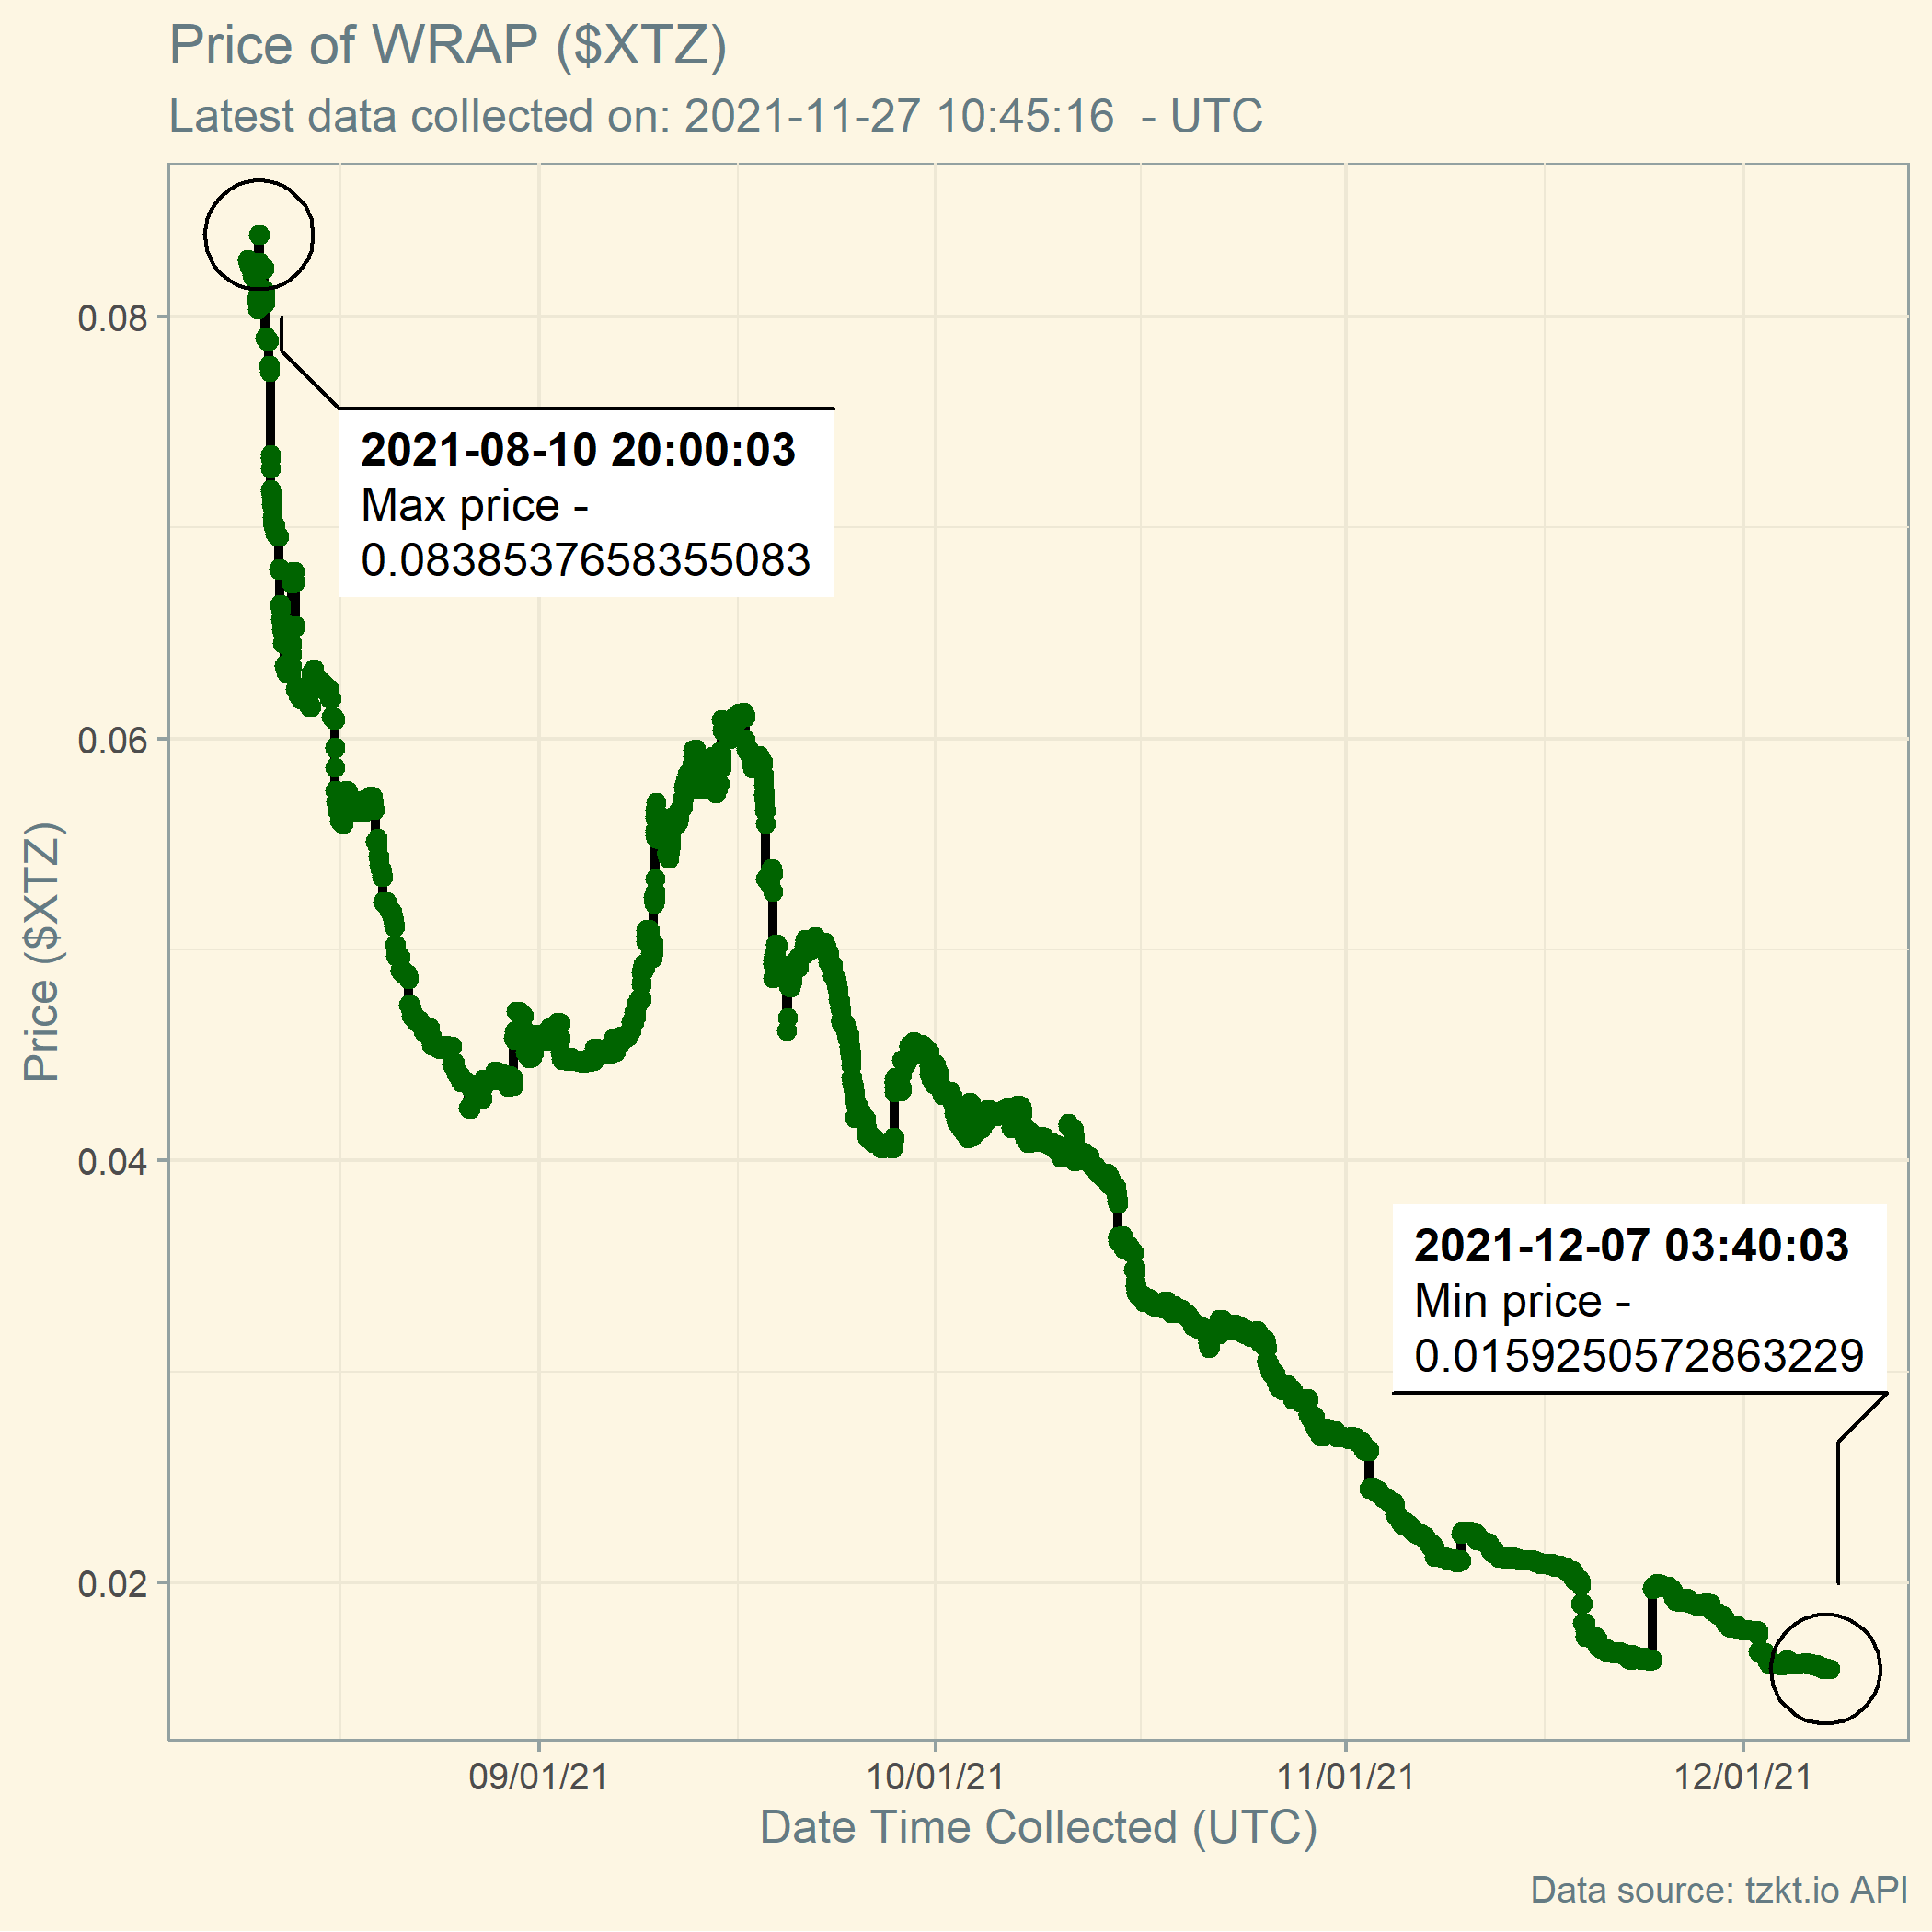 Price of WRAP ($XTZ)
Latest data collected on: 2021-11-27 10:45:16  - UTC
0.08
0.06
0.04
0.02
Price ($XTZ)
2021-08-10 20:00:03
Max price -
0.0838537658355083
2021-12-07 03:40:03
Min price -
0.0159250572863229
09/01/21
10/01/21
11/01/21
12/01/21
Date Time Collected (UTC)
Data source: tzkt.io API